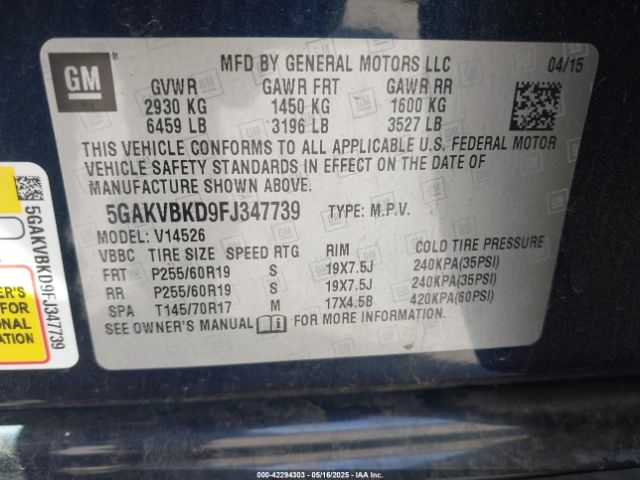 GM
MFD BY GENERAL MOTORS LLC
04/15
GVWR GAWR FRT GAWR RR
2930 KG 1450 KG 1600 KG
6459 LB 3196 LB 3527 LB
THIS VEHICLE CONFORMS TO ALL APPLICABLE U.S. FEDERAL MOTOR
VEHICLE SAFETY STANDARDS IN EFFECT ON THE DATE OF
MANUFACTURE SHOWN ABOVE.
5GAKVBKD9FJ347739 TYPE: M.P.V.
MODEL: V14526
VBBC TIRE SIZE SPEED RTG RIM COLD TIRE PRESSURE
FRT P255/60R19 S 19X7.5J 240KPA(35PSI)
RR P255/60R19 S 19X7.5J 240KPA(35PSI)
SPA T145/70R17 M 17X4.5B 420KPA(60PSI)
SEE OWNER'S MANUAL FOR MORE INFORMATION.
5GAKVBKD9FJ347739
ER'S
FOR
ONAL
ATION
000-42294303 - 05/16/2025 - IAAI.COM